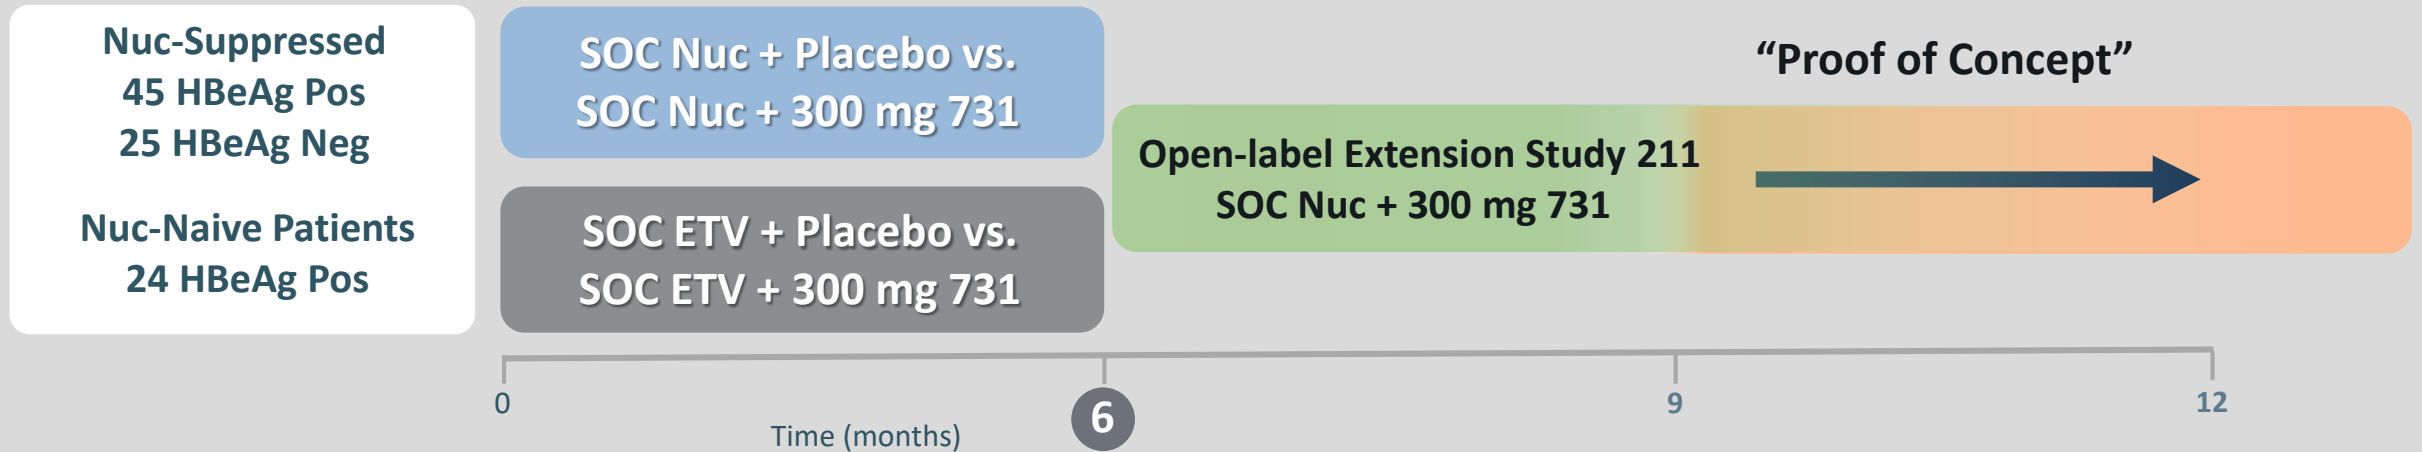 Nuc-Suppressed
45 HBeAg Pos
25 HBeAg Neg
Nuc-Naive Patients
24 HBeAg Pos
SOC Nuc + Placebo vs.
SOC Nuc + 300 mg 731
SOC ETV + Placebo vs.
SOC ETV + 300 mg 731
“Proof of Concept”
Open-label Extension Study 211
SOC Nuc + 300 mg 731
0
6
9
12
Time (months)